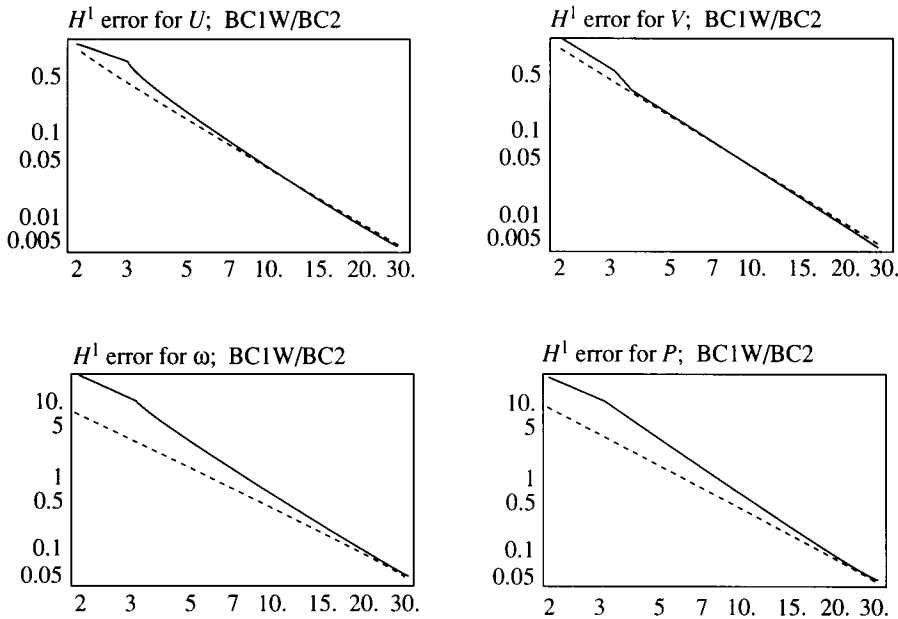 H¹ error for U; BC1W/BC2
0.5
0.1
0.05
0.01
0.005
2 3 5 7 10. 15. 20. 30.
H¹ error for V; BC1W/BC2
0.5
0.1
0.05
0.01
0.005
2 3 5 7 10. 15. 20. 30.
H¹ error for ω; BC1W/BC2
10.
5
1
0.5
0.1
0.05
2 3 5 7 10. 15. 20. 30.
H¹ error for P; BC1W/BC2
10.
5
1
0.5
0.1
0.05
2 3 5 7 10. 15. 20. 30.